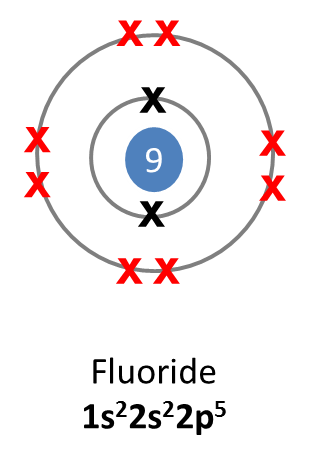 X X
X
X X
9
X X
X
X X
Fluoride
1s²2s²2p⁵